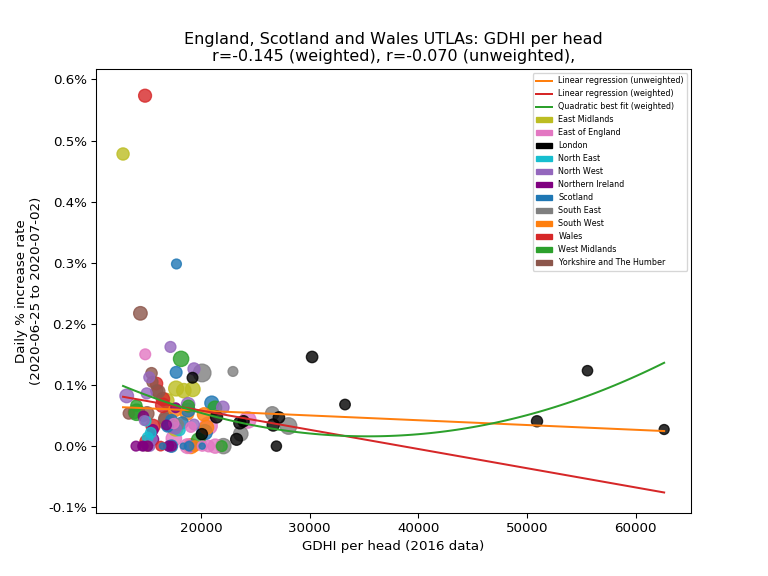 England, Scotland and Wales UTLAs: GDHI per head
r=-0.145 (weighted), r=-0.070 (unweighted),
Daily % increase rate
(2020-06-25 to 2020-07-02)
0.6%
0.5%
0.4%
0.3%
0.2%
0.1%
0.0%
-0.1%
Linear regression (unweighted)
Linear regression (weighted)
Quadratic best fit (weighted)
East Midlands
East of England
London
North East
North West
Northern Ireland
Scotland
South East
South West
Wales
West Midlands
Yorkshire and The Humber
20000 30000 40000 50000 60000
GDHI per head (2016 data)